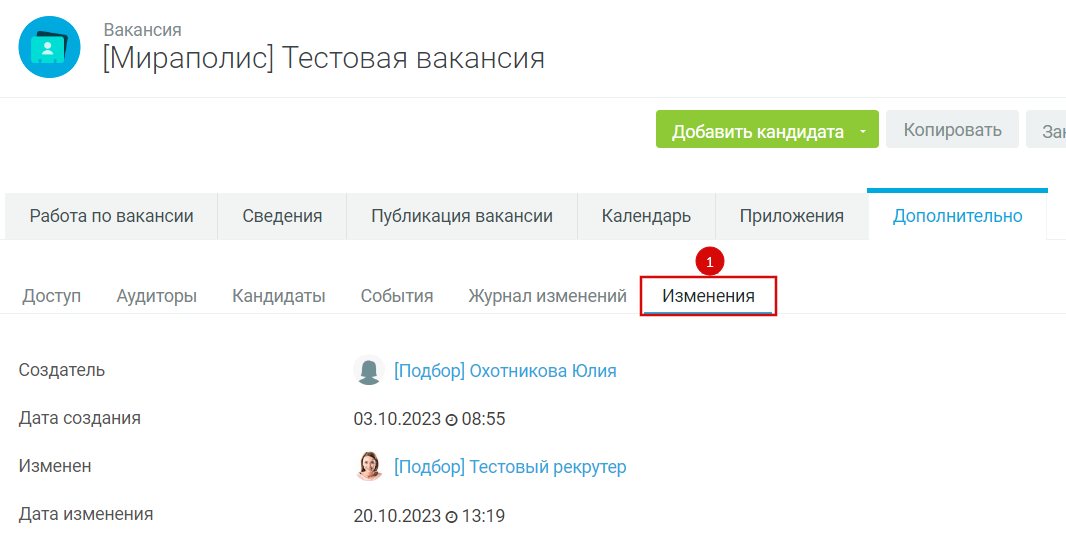 Вакансия
[Мираполис] Тестовая вакансия
Добавить кандидата Копировать
Работа по вакансии Сведения Публикация вакансии Календарь Приложения Дополнительно
1
Доступ Аудиторы Кандидаты События Журнал изменений Изменения
Создатель [Подбор] Охотникова Юлия
Дата создания 03.10.2023 08:55
Изменен [Подбор] Тестовый рекрутер
Дата изменения 20.10.2023 13:19